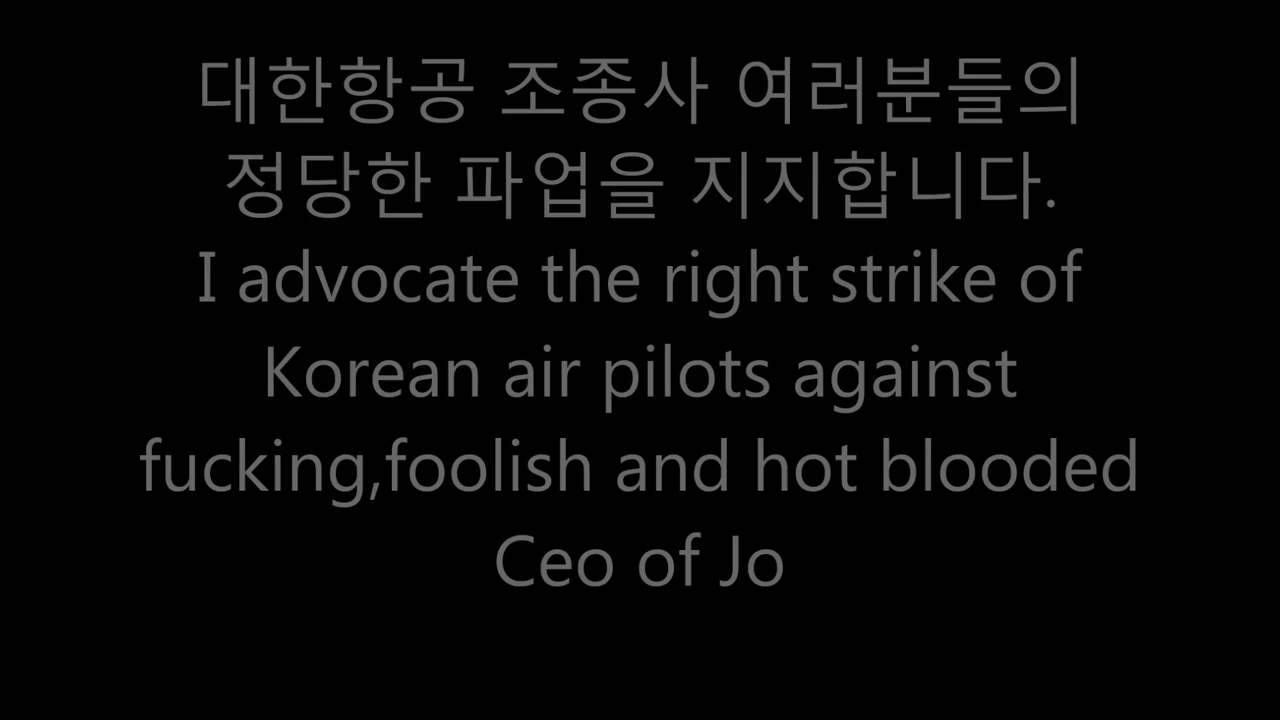 대한항공 조종사 여러분들의
정당한 파업을 지지합니다.
I advocate the right strike of
Korean air pilots against
fucking,foolish and hot blooded
Ceo of Jo